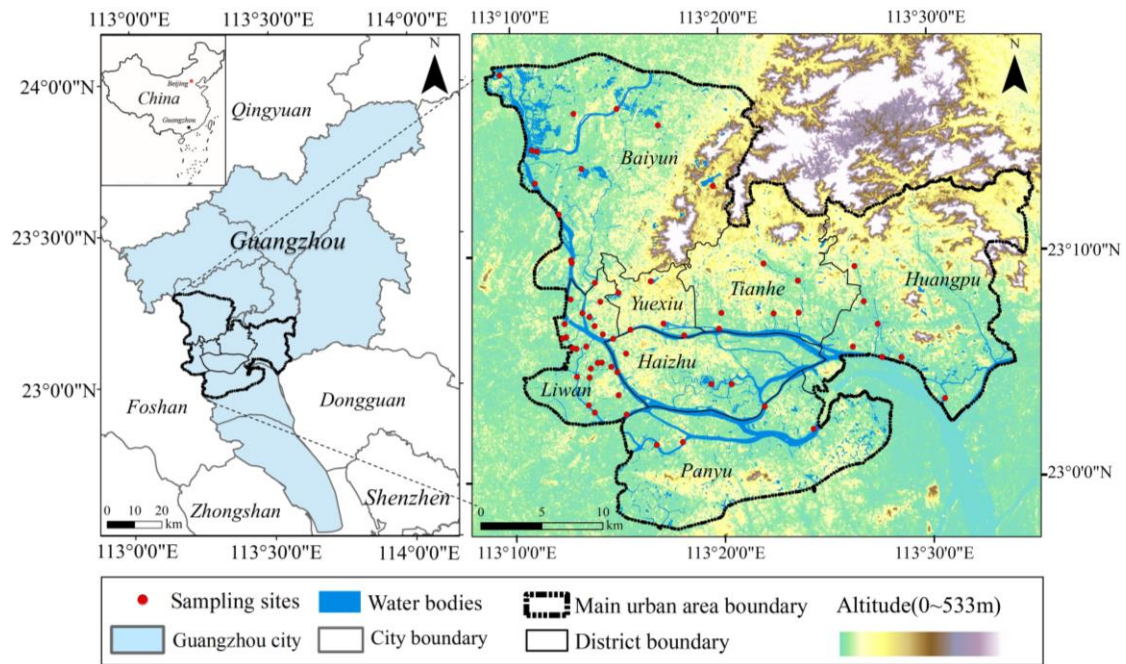 113°0'0"E 113°30'0"E 114°0'0"E
113°10'0"E 113°20'0"E 113°30'0"E
N
N
Beijing
China
Guangzhou
24°0'0"N
Qingyuan
Baiyun
Guangzhou
23°30'0"N
23°10'0"N
Huangpu
Tianhe
Yuexiu
Haizhu
Liwan
23°0'0"N
Foshan
Dongguan
Panyu
23°0'0"N
Shenzhen
Zhongshan
0 10 20
km
0 5 10
km
113°0'0"E 113°30'0"E 114°0'0"E
113°10'0"E 113°20'0"E 113°30'0"E
Sampling sites Water bodies Main urban area boundary Altitude(0~533m)
Guangzhou city City boundary District boundary